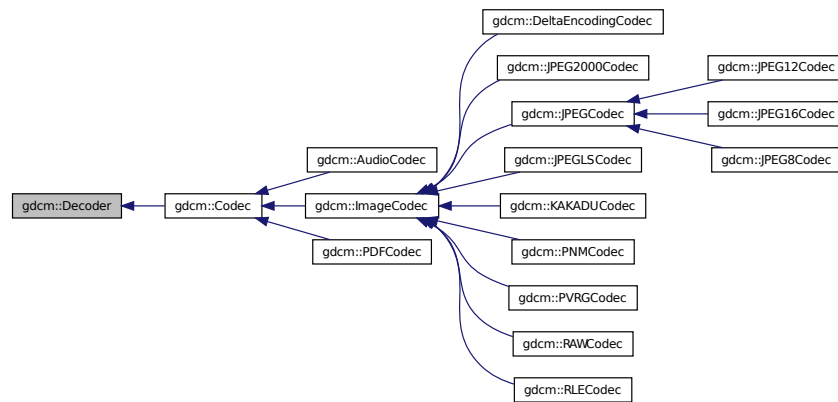 gdcm::DeltaEncodingCodec
gdcm::JPEG2000Codec
gdcm::JPEG12Codec
gdcm::JPEGCodec
gdcm::JPEG16Codec
gdcm::AudioCodec
gdcm::JPEGLSCodec
gdcm::JPEG8Codec
gdcm::Decoder
gdcm::Codec
gdcm::ImageCodec
gdcm::KAKADUCodec
gdcm::PDFCodec
gdcm::PNMCodec
gdcm::PVRGCodec
gdcm::RAWCodec
gdcm::RLECodec